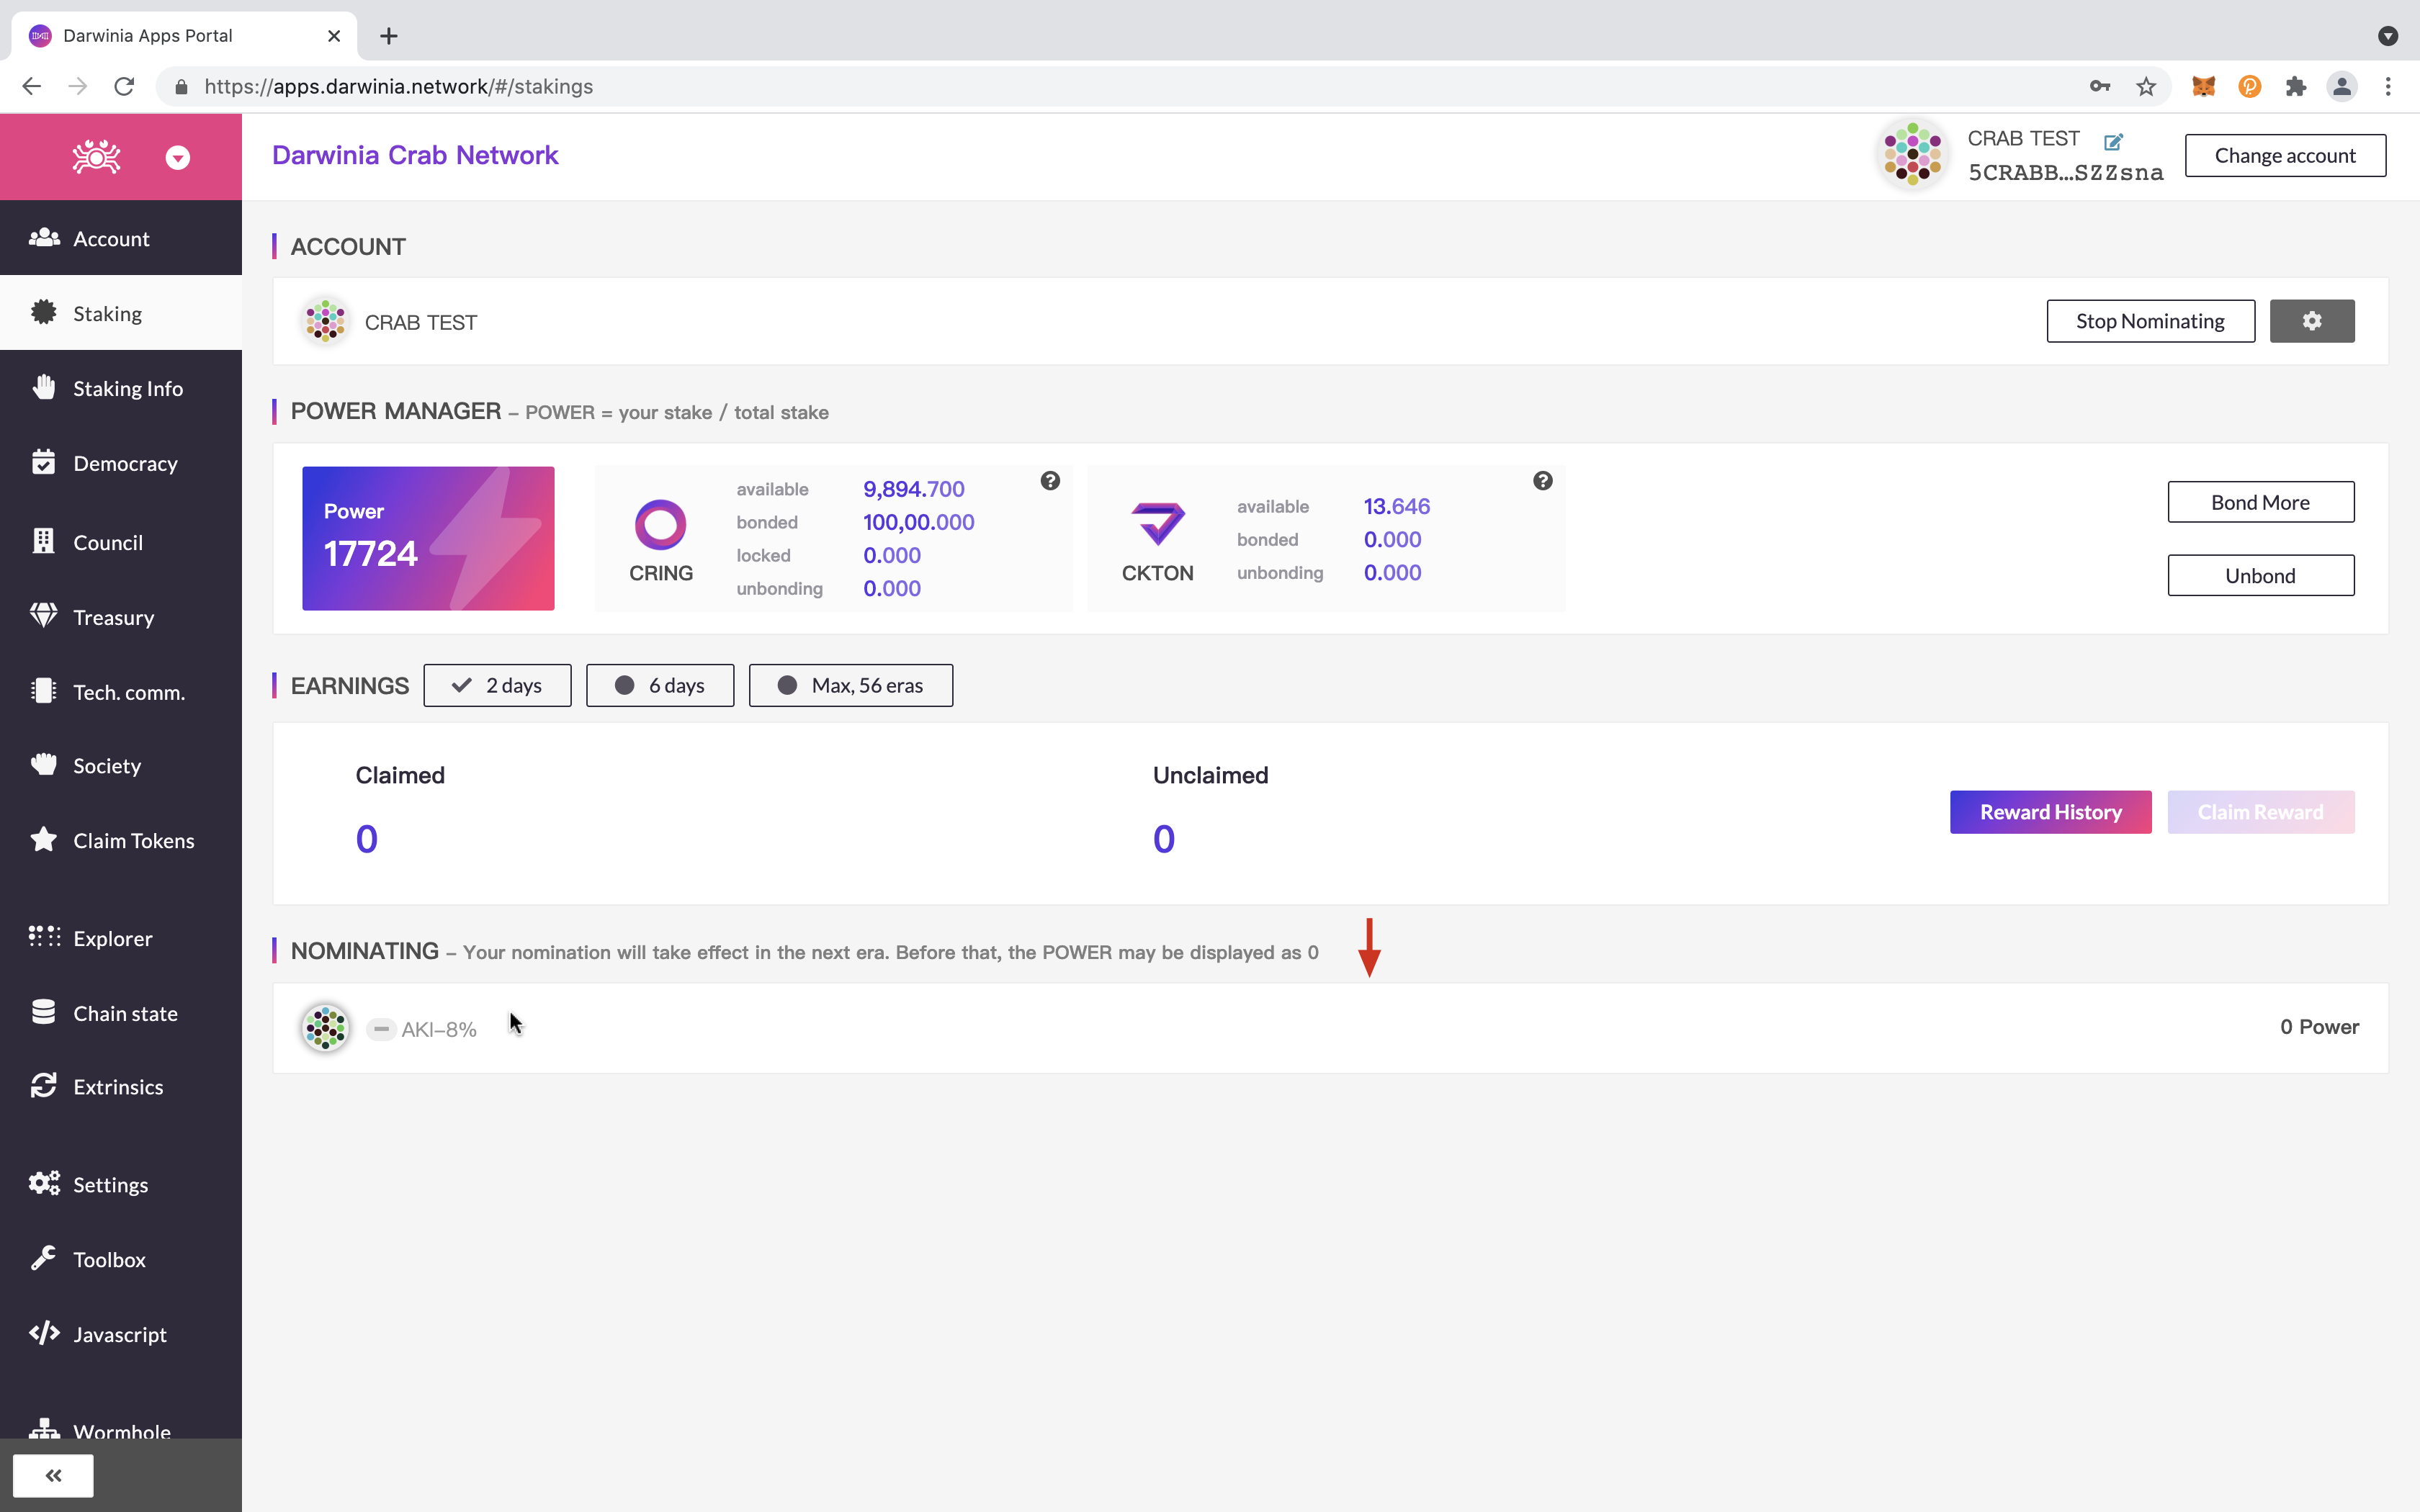 Darwinia Apps Portal
https://apps.darwinia.network/#/stakings
Darwinia Crab Network
CRAB TEST
5CRABB...SZZsna
Change account
Account
Staking
Staking Info
Democracy
Council
Treasury
Tech. comm.
Society
Claim Tokens
Explorer
Chain state
Extrinsics
Settings
Toolbox
Javascript
Wormhole
ACCOUNT
CRAB TEST
Stop Nominating
POWER MANAGER – POWER = your stake / total stake
Power
17724
CRING
available 9,894.700
bonded 100,00.000
locked 0.000
unbonding 0.000
CKTON
available 13.646
bonded 0.000
unbonding 0.000
Bond More
Unbond
EARNINGS
2 days
6 days
Max, 56 eras
Claimed
0
Unclaimed
0
Reward History
Claim Reward
NOMINATING – Your nomination will take effect in the next era. Before that, the POWER may be displayed as 0
AKI–8%
0 Power